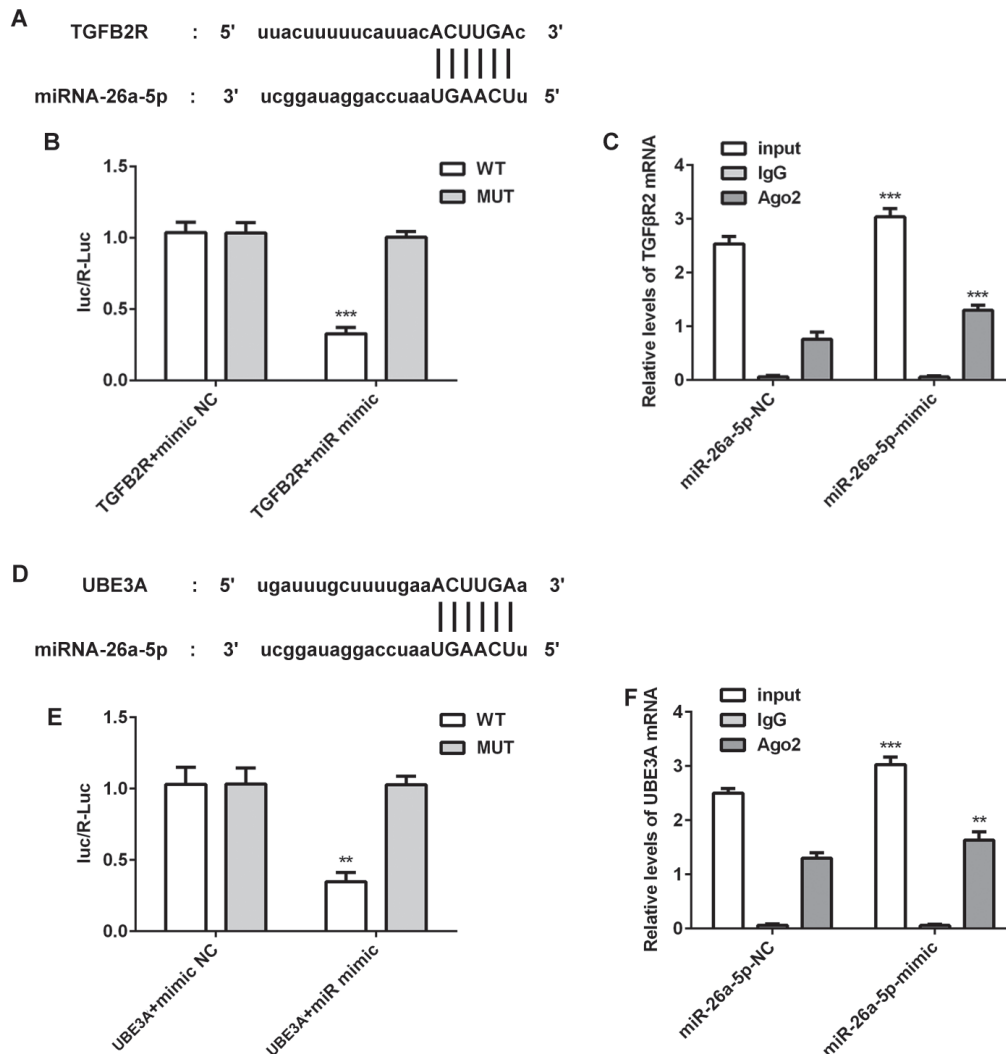 A
TGFB2R : 5' uuacuuuuucauuacACUUGAc 3'
miRNA-26a-5p : 3' ucggauaggaccuaaUGAACUu 5'
B
luc/R-Luc
1.5
1.0
0.5
0.0
WT
MUT
***
TGFB2R+mimic NC
TGFB2R+miR mimic
C
Relative levels of TGFβR2 mRNA
4
3
2
1
0
input
IgG
Ago2
***
***
miR-26a-5p-NC
miR-26a-5p-mimic
D
UBE3A : 5' ugauuugcuuuugaaACUUGAa 3'
miRNA-26a-5p : 3' ucggauaggaccuaaUGAACUu 5'
E
luc/R-Luc
1.5
1.0
0.5
0.0
WT
MUT
**
UBE3A+mimic NC
UBE3A+miR mimic
F
Relative levels of UBE3A mRNA
4
3
2
1
0
input
IgG
Ago2
***
**
miR-26a-5p-NC
miR-26a-5p-mimic